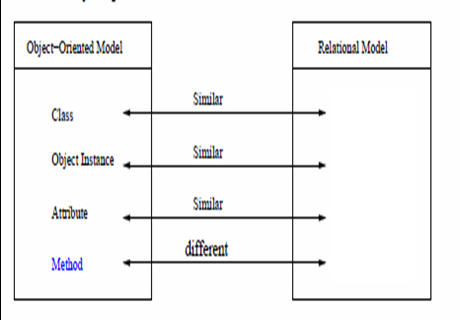 Object-Oriented Model
Relational Model
Class
Similar
Object Instance
Similar
Attribute
Similar
Method
different